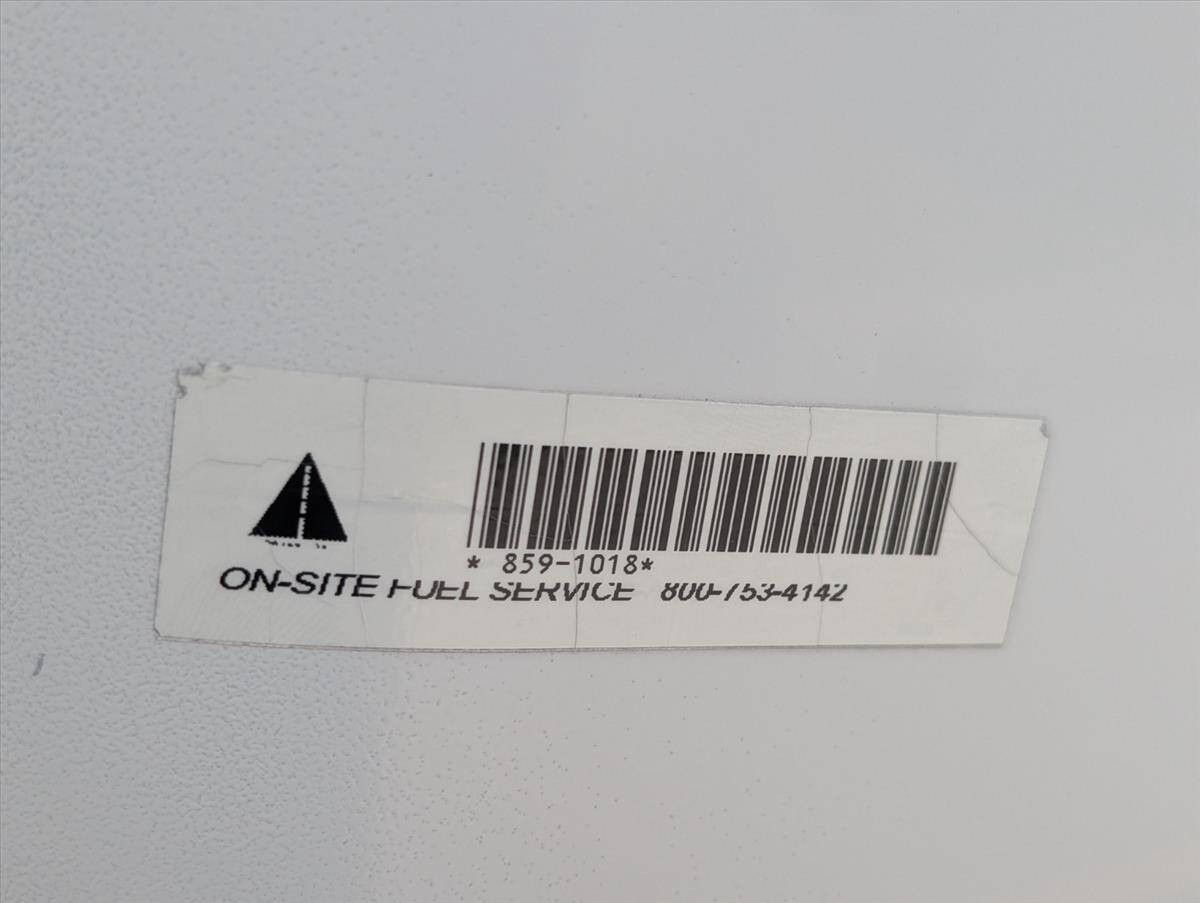 * 859-1018*
ON-SITE FUEL SERVICE 800-753-4142